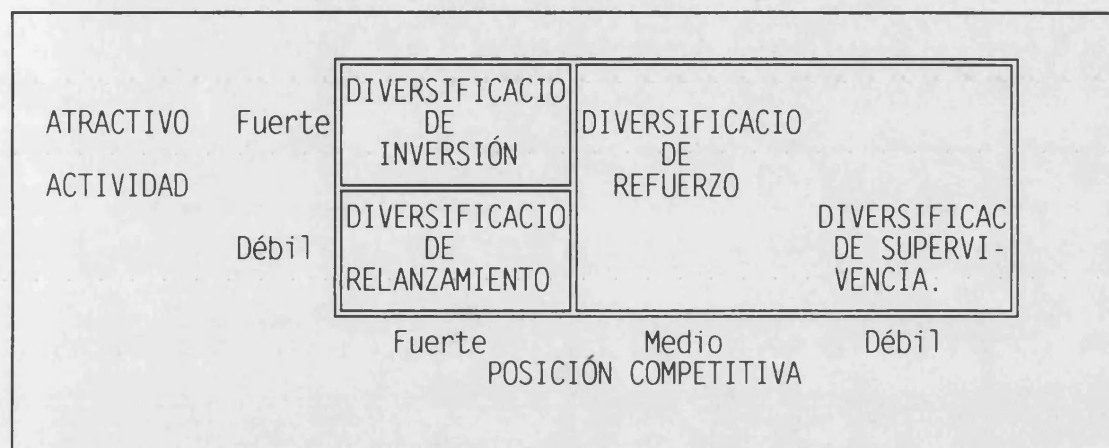 DIVERSIFICACIO
DE
INVERSIÓN
ATRACTIVO Fuerte
ACTIVIDAD
DIVERSIFICACIO
DE
REFUERZO
DIVERSIFICACIO
DE
RELANZAMIENTO
Débil
DIVERSIFICAC
DE SUPERVI-
VENCIA.
Fuerte Medio Débil
POSICIÓN COMPETITIVA